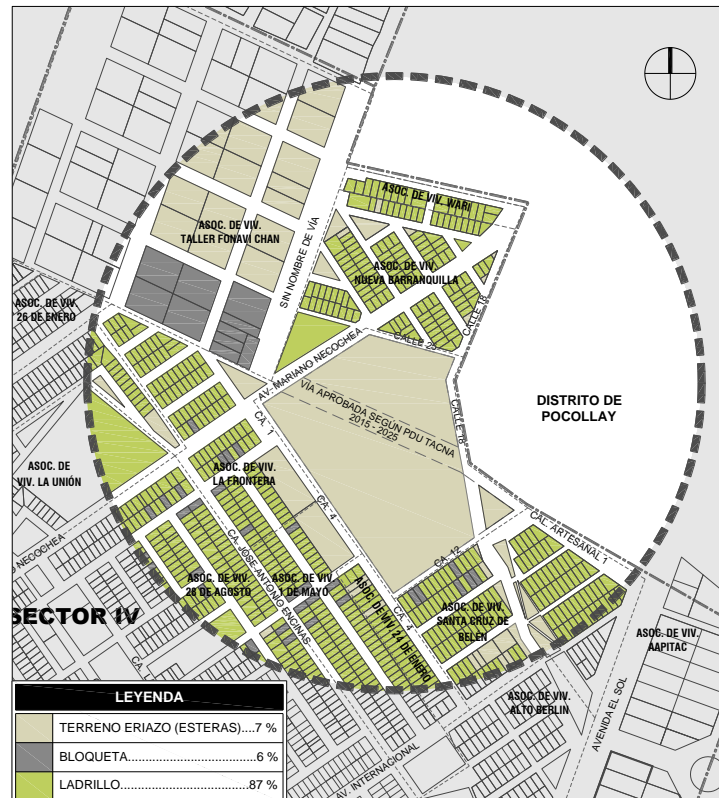 ASOC. DE VIV. WARI
ASOC. DE VIV.
TALLER FONAVI CHAN
SIN NOMBRE DE VÍA
ASOC. DE VIV.
NUEVA BARRANQUILLA
ASOC. DE VIV.
26 DE ENERO
CALLE 18
CALLE 23
AV. MARIANO NECOCHEA
VÍA APROBADA SEGÚN PDU TACNA
2015 - 2025
CALLE 18
DISTRITO DE
POCOLLAY
CA. 1
ASOC. DE
VIV. LA UNIÓN
ASOC. DE VIV.
LA FRONTERA
CA. 4
CAL. ARTESANAL 1
NECOCHEA
CA. 12
CA. JOSE ANTONIO ENCINAS
ASOC. DE VIV.
28 DE AGOSTO
ASOC. DE VIV.
1 DE MAYO
ASOC. DE VIV. 24 DE ENERO
CA. 4
ASOC. DE VIV.
SANTA CRUZ DE
BELEN
SECTOR IV
CA.
ASOC. DE VIV.
AAPITAC
ASOC. DE VIV.
ALTO BERLIN
AVENIDA EL SOL
AV. INTERNACIONAL
LEYENDA
TERRENO ERIAZO (ESTERAS)....7 %
BLOQUETA......................................6 %
LADRILLO.....................................87 %